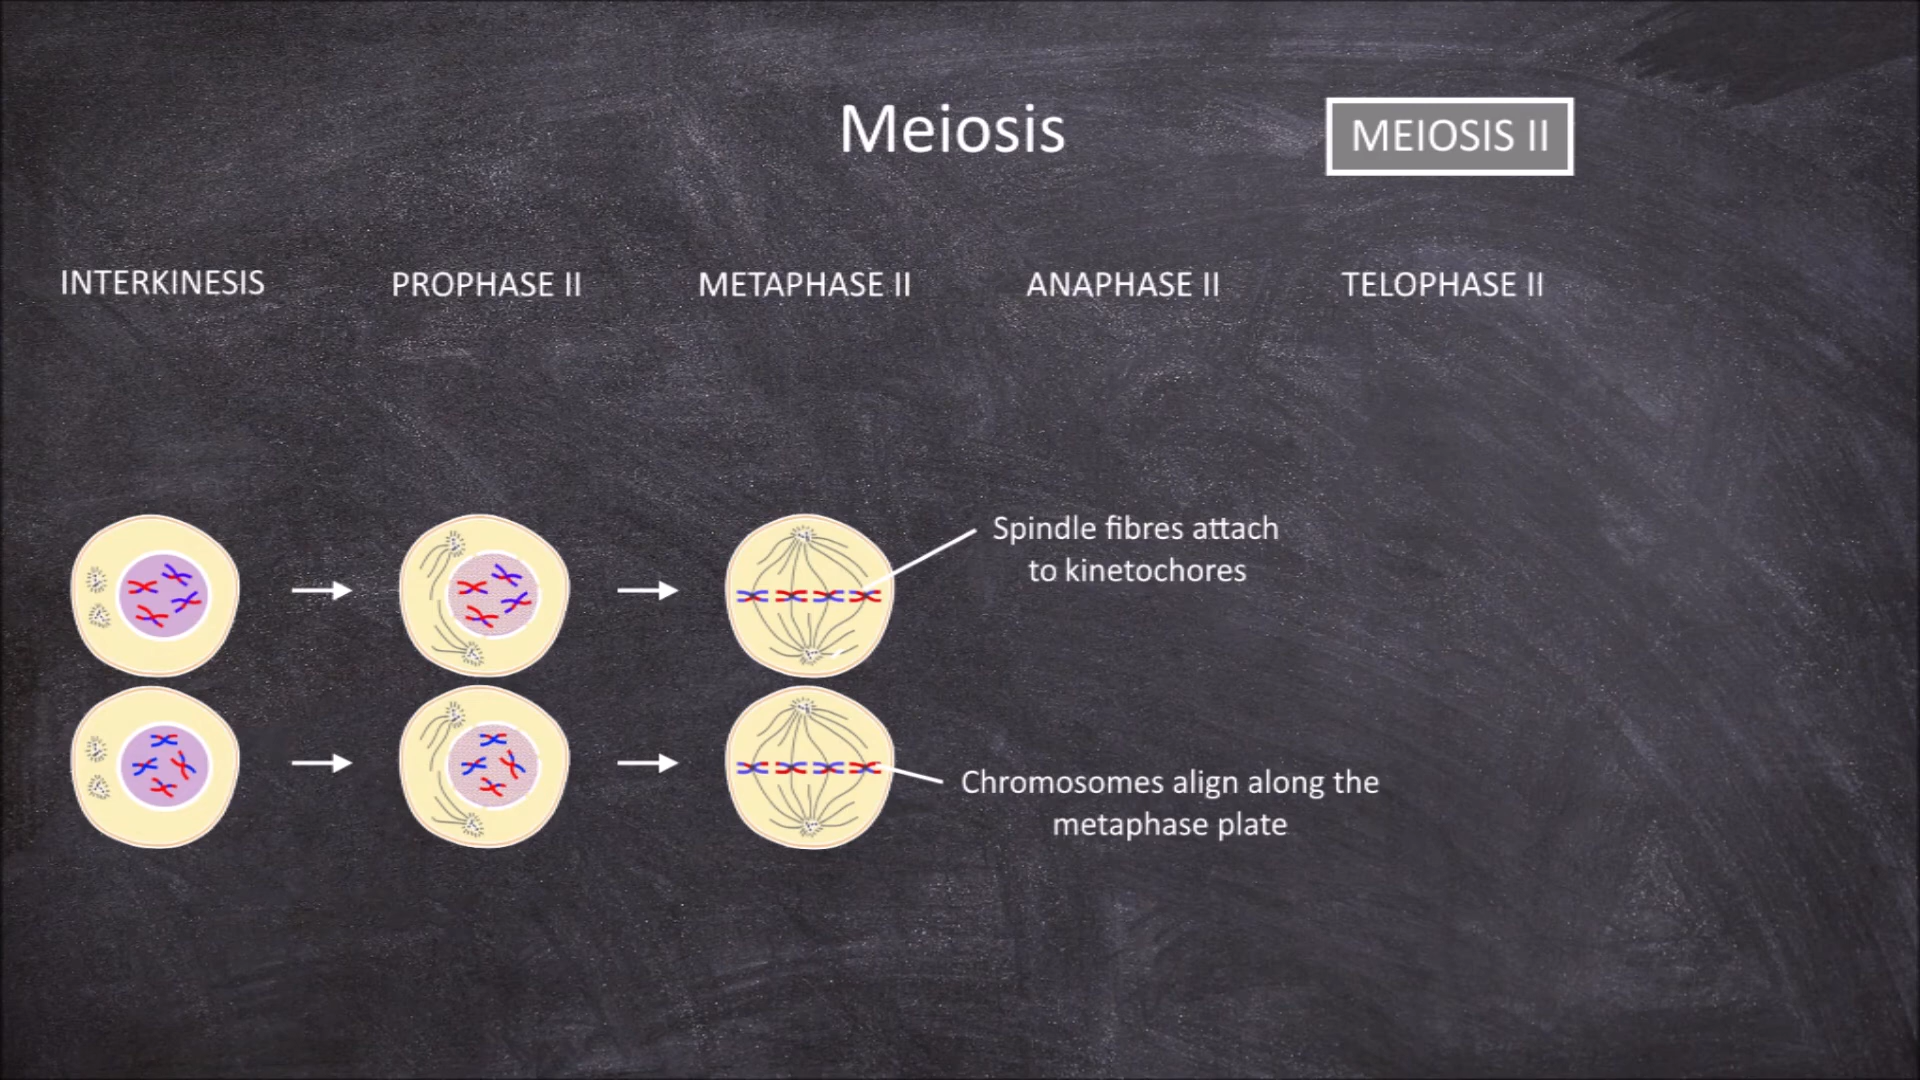 Meiosis
MEIOSIS II
INTERKINESIS
PROPHASE II
METAPHASE II
ANAPHASE II
TELOPHASE II
Spindle fibres attach
to kinetochores
Chromosomes align along the
metaphase plate